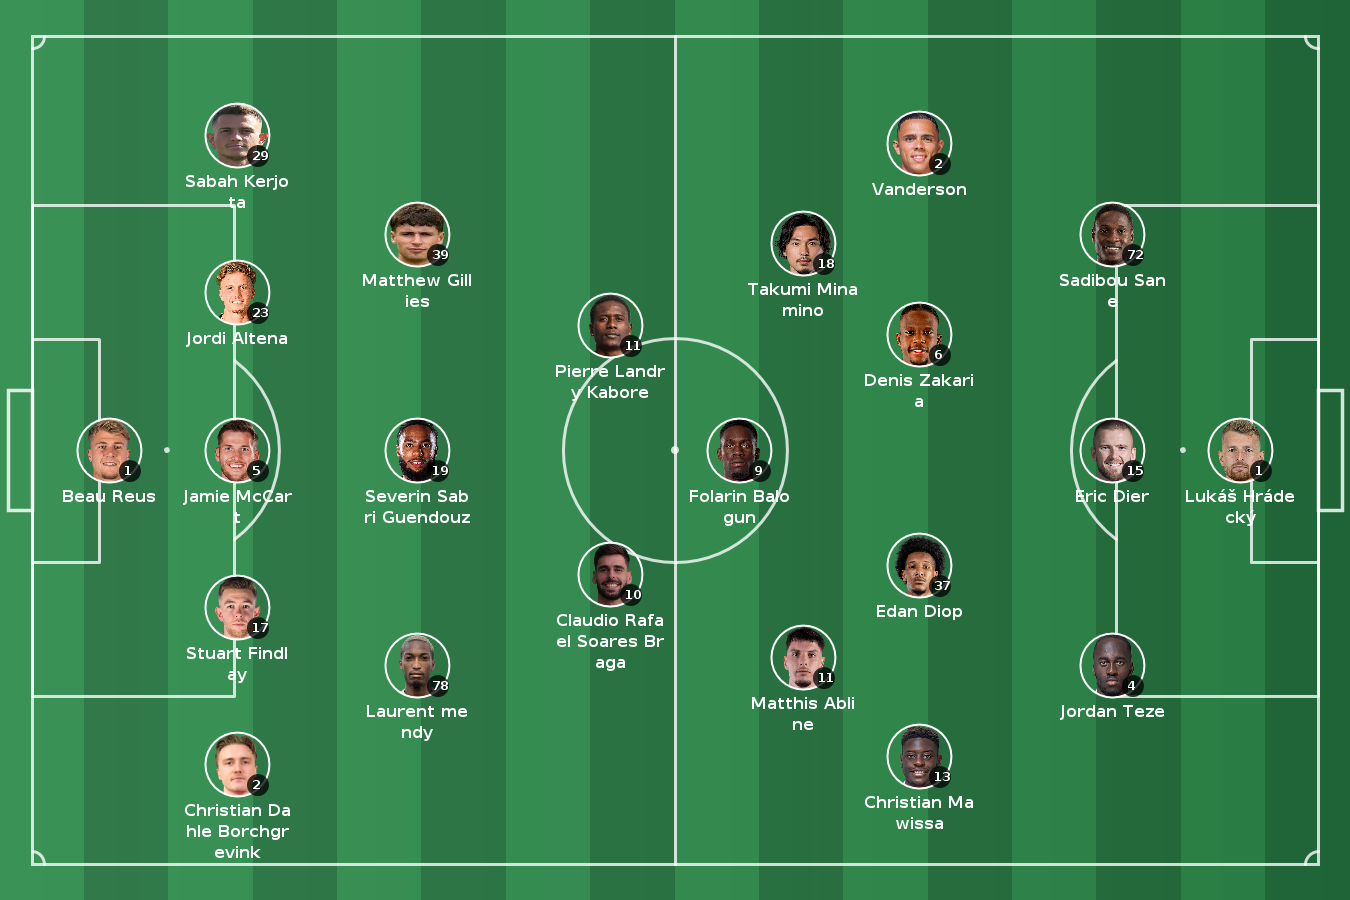 29
Sabah Kerjo
ta
23
Jordi Altena
1
Beau Reus
5
Jamie McCar
t
17
Stuart Findl
ay
2
Christian Da
hle Borchgr
evink
39
Matthew Gill
ies
19
Severin Sab
ri Guendouz
78
Laurent me
ndy
11
Pierre Landr
y Kabore
10
Claudio Rafa
el Soares Br
aga
9
Folarin Balo
gun
18
Takumi Mina
mino
11
Matthis Abli
ne
2
Vanderson
6
Denis Zakari
a
37
Edan Diop
13
Christian Ma
wissa
72
Sadibou San
e
15
Eric Dier
4
Jordan Teze
1
Lukáš Hráde
cký